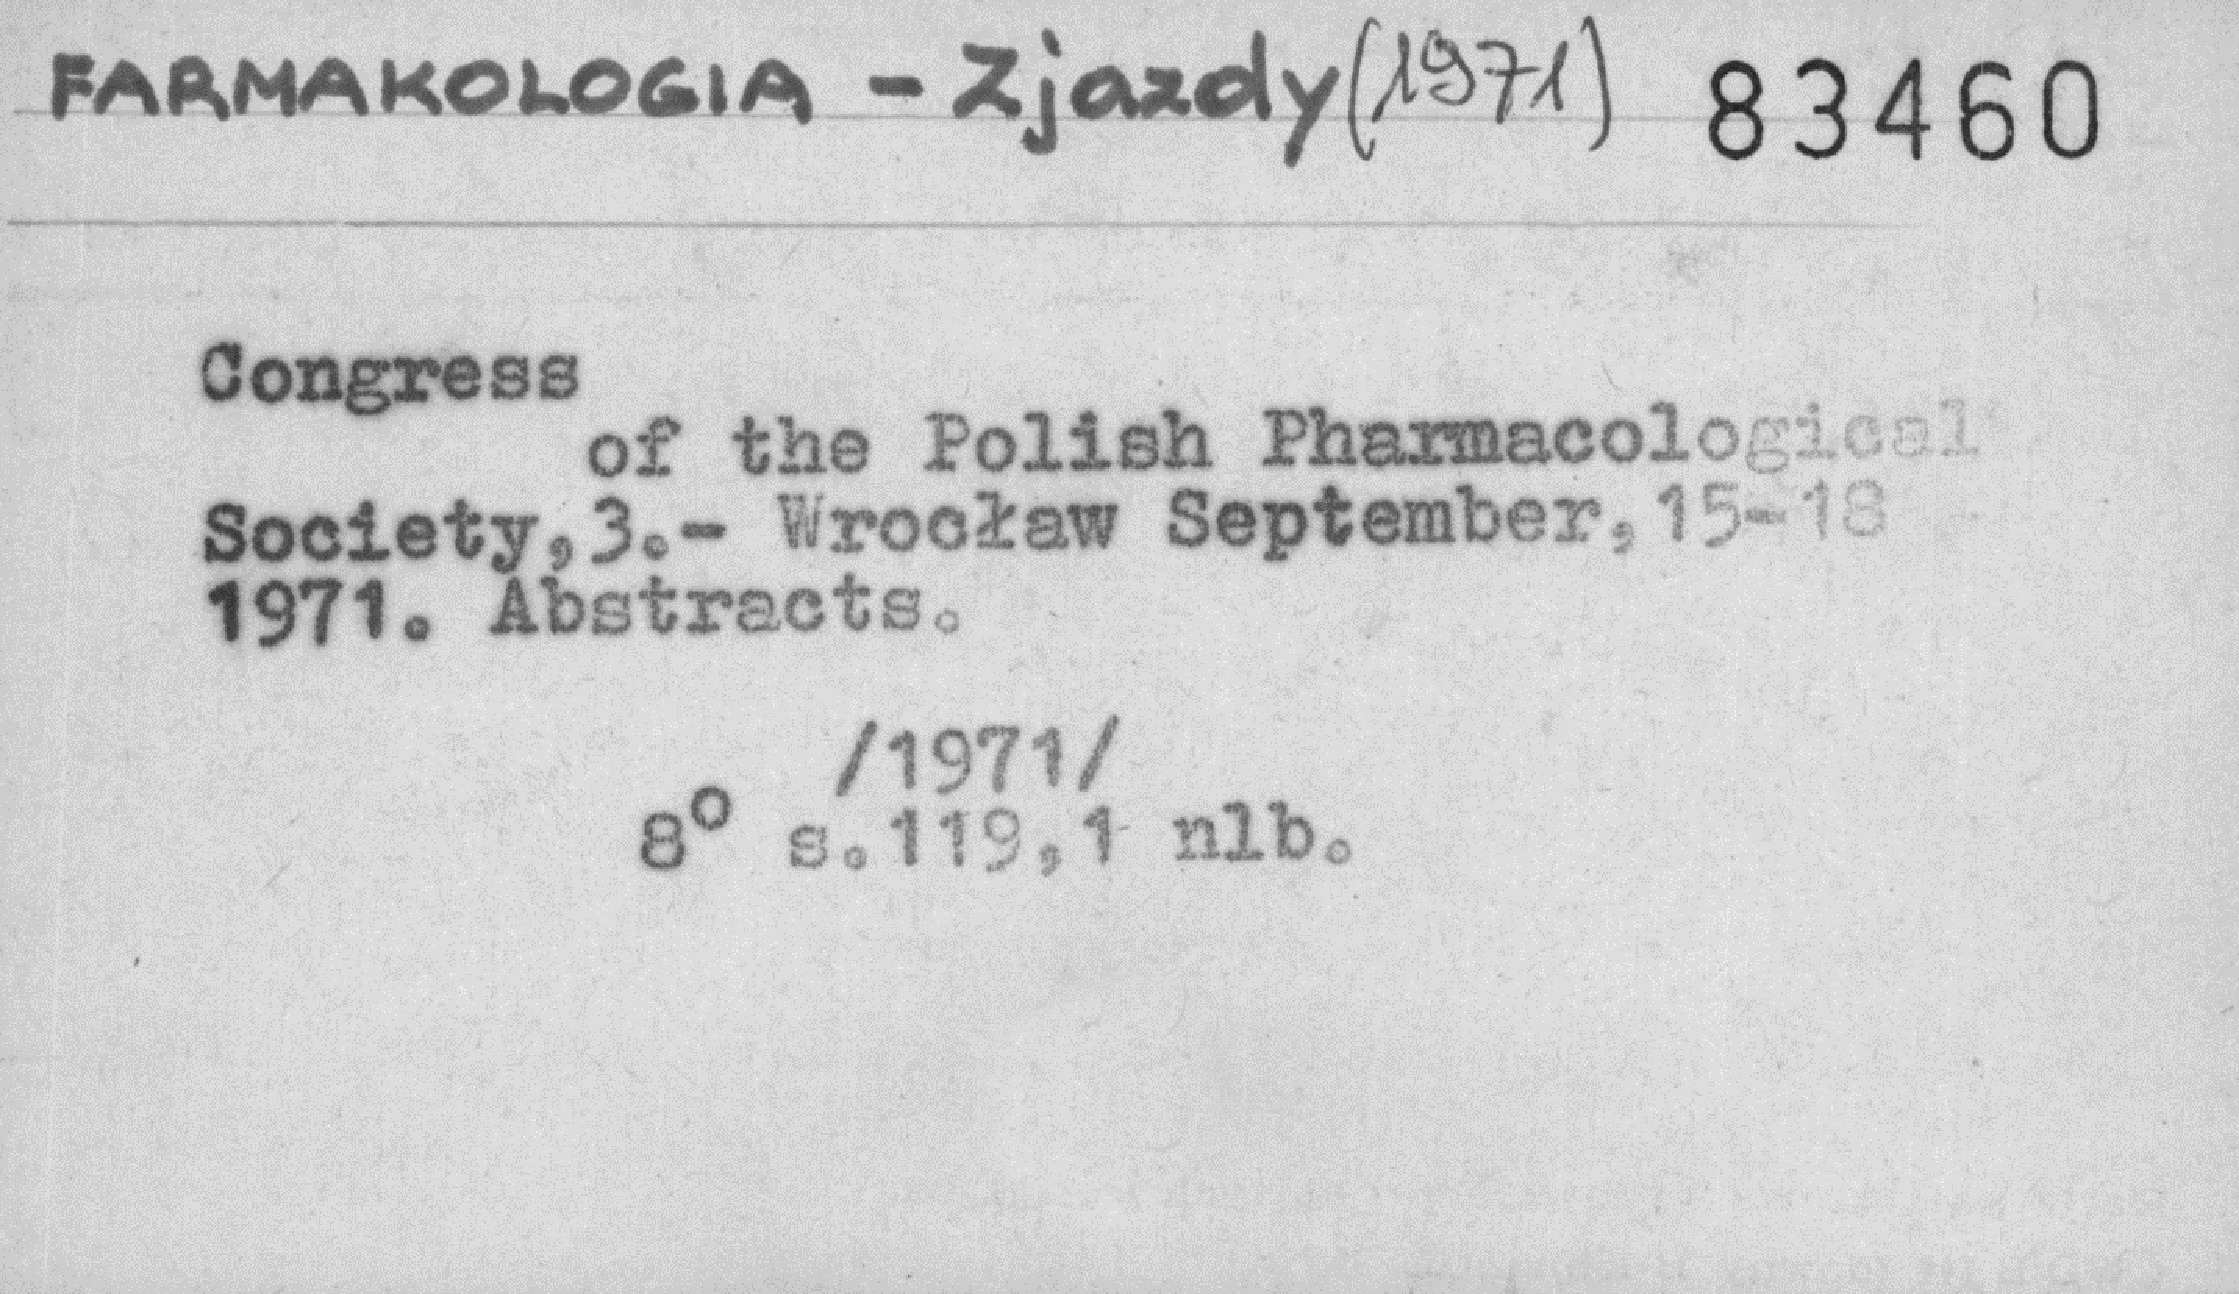 FARMAKOLOGIA - Zjazdy (1971) 83460
Congress
of the Polish Pharmacological
Society,3.- Wrocław September,15-18
1971. Abstracts.
/1971/
8° s.119,1 nlb.